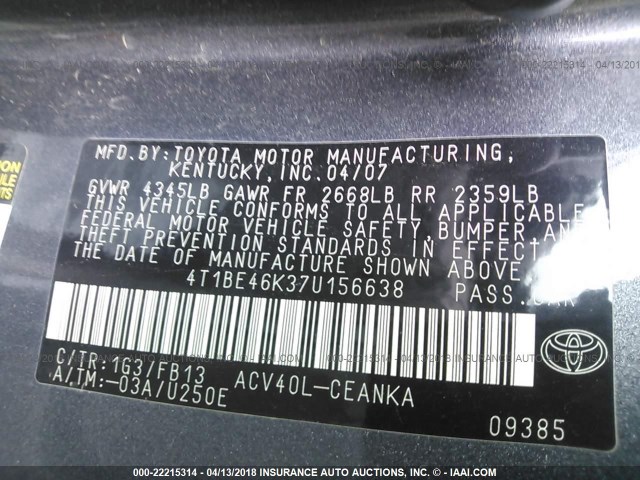 MFD.BY: TOYOTA MOTOR MANUFACTURING,
KENTUCKY, INC. 04/07
GVWR 4345LB GAWR FR 2668LB RR 2359LB
THIS VEHICLE CONFORMS TO ALL APPLICABLE
FEDERAL MOTOR VEHICLE SAFETY, BUMPER AND
THEFT PREVENTION STANDARDS IN EFFECT ON
THE DATE OF MANUFACTURE SHOWN ABOVE.
4T1BE46K37U156638 PASS.CAR
C/TR: 1G3/FB13 ACV40L-CEANKA
A/TM:-03A/U250E
09385
000-22215314 - 04/13/2018 INSURANCE AUTO AUCTIONS, INC. - © - IAAI.COM